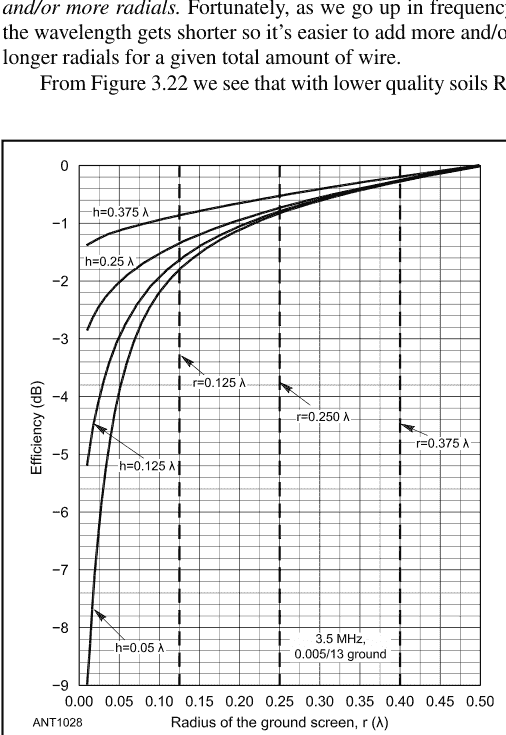 and/or more radials. Fortunately, as we go up in frequency
the wavelength gets shorter so it's easier to add more and/o
longer radials for a given total amount of wire.
From Figure 3.22 we see that with lower quality soils R
0
−1
−2
−3
−4
−5
−6
−7
−8
−9
Efficiency (dB)
h=0.375 λ
h=0.25 λ
r=0.125 λ
r=0.250 λ
r=0.375 λ
h=0.125 λ
h=0.05 λ
3.5 MHz,
0.005/13 ground
0.00 0.05 0.10 0.15 0.20 0.25 0.30 0.35 0.40 0.45 0.50
ANT1028
Radius of the ground screen, r (λ)